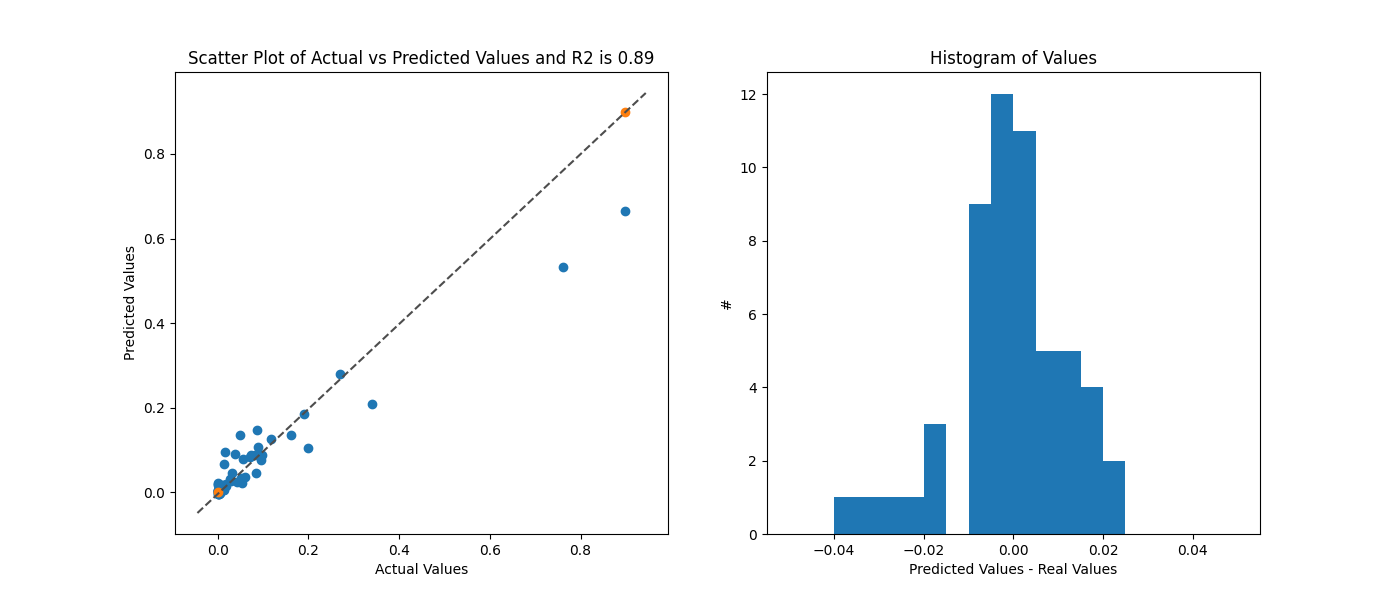 Scatter Plot of Actual vs Predicted Values and R2 is 0.89
Predicted Values
0.8
0.6
0.4
0.2
0.0
0.0 0.2 0.4 0.6 0.8
Actual Values
Histogram of Values
#
12
10
8
6
4
2
0
−0.04 −0.02 0.00 0.02 0.04
Predicted Values - Real Values